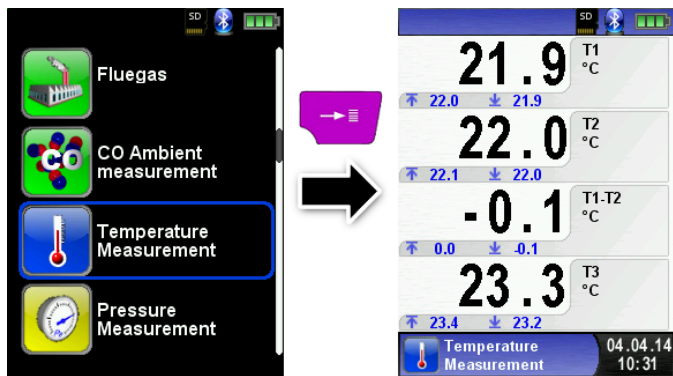 SD
Fluegas
CO
CO Ambient
measurement
Temperature
Measurement
Pressure
Measurement
SD
21.9 T1
°C
22.0 21.9
22.0 T2
°C
22.1 22.0
-0.1 T1-T2
°C
0.0 -0.1
23.3 T3
°C
23.4 23.2
Temperature
Measurement
04.04.14
10:31